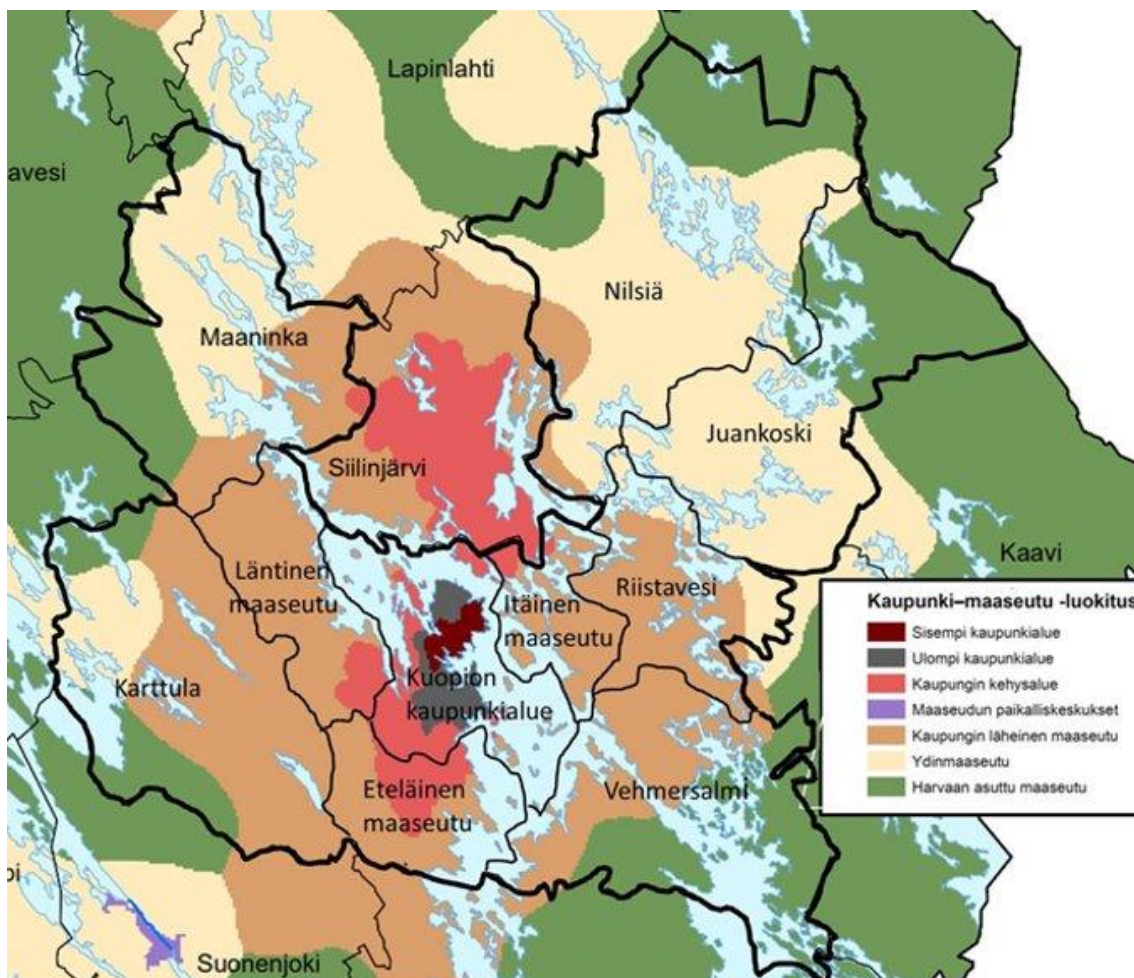 Lapinlahti
avesi
Nilsiä
Maaninka
Juankoski
Siilinjärvi
Kaavi
Läntinen
maaseutu
Itäinen
maaseutu
Riistavesi
Karttula
Kuopion
kaupunkialue
Eteläinen
maaseutu
Vehmersalmi
Suonenjoki
Kaupunki–maaseutu -luokitus
Sisempi kaupunkialue
Ulompi kaupunkialue
Kaupungin kehysalue
Maaseudun paikalliskeskukset
Kaupungin läheinen maaseutu
Ydinmaaseutu
Harvaan asuttu maaseutu